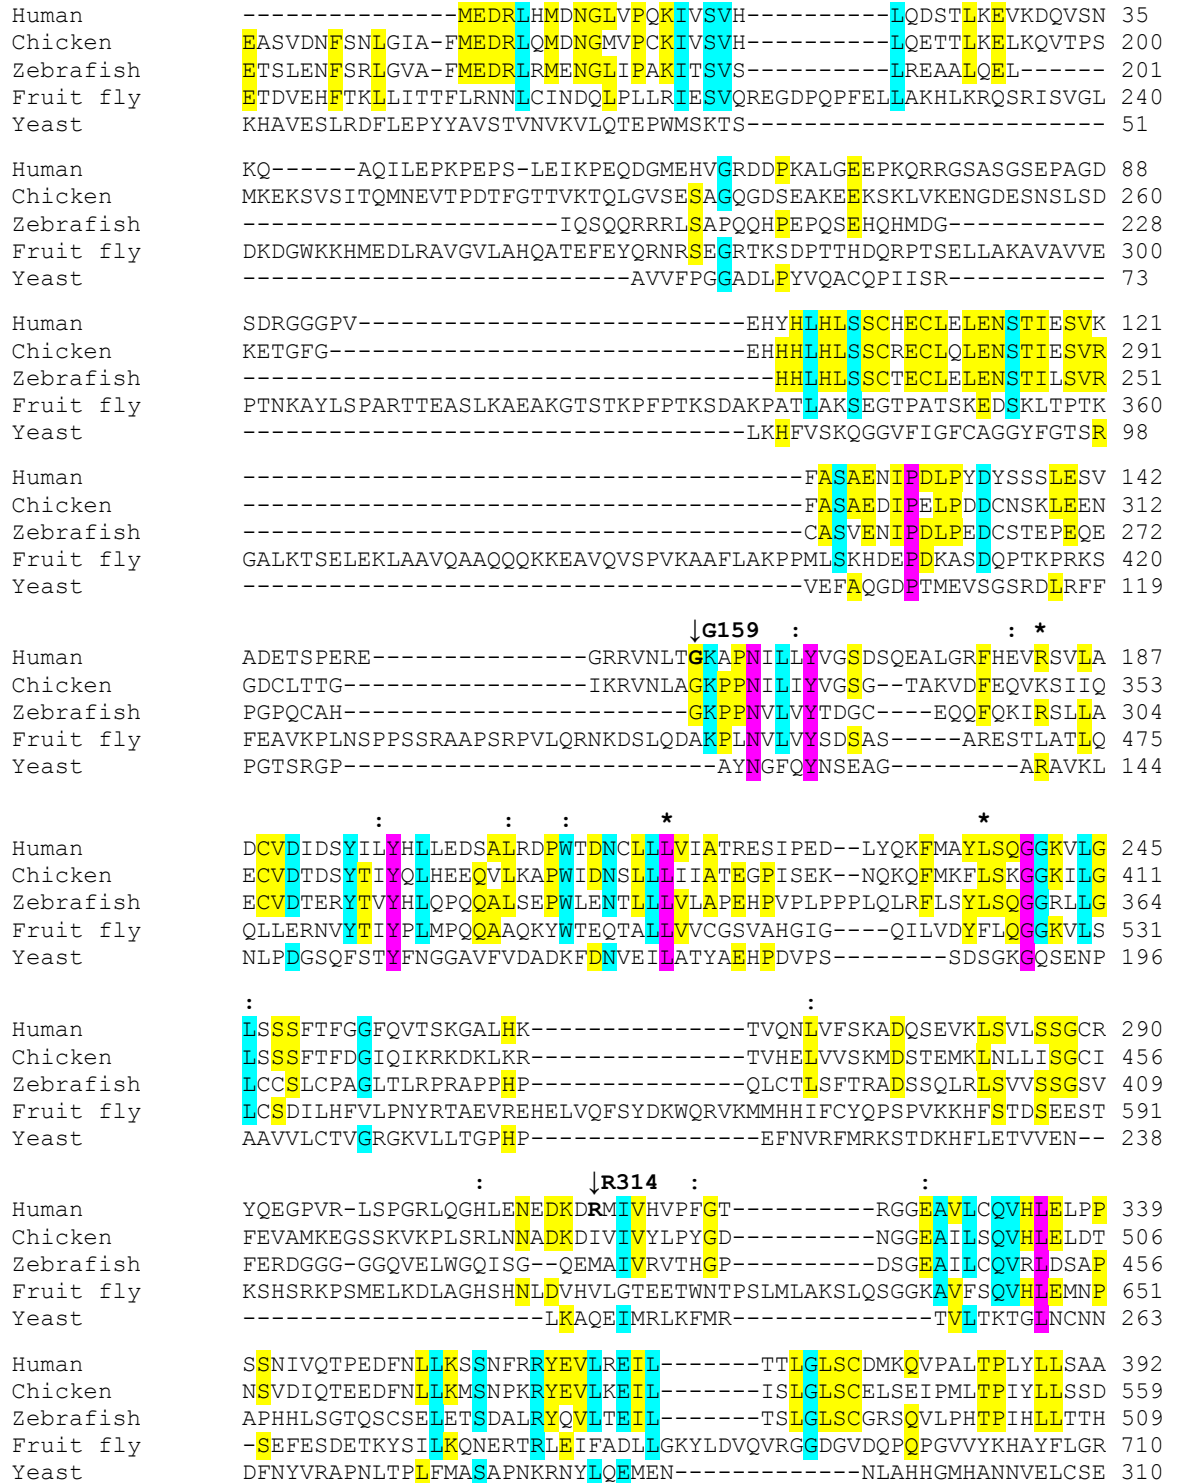 Human ---------------MEDRLHMDNGLVPQKIVSVH----------LQDSTLKEVKDQVSN 35
Chicken EASVDNFSNLGIA-FMEDRLQMDNGMVPCKIVSVH----------LQETTLKELKQVTPS 200
Zebrafish ETSLENFSRLGVA-FMEDRLRMENGLIPAKITSVS----------LREAALQEL------ 201
Fruit fly ETDVEHFTKLLITTFLRNNLCINDQLPLLRIESVQREGDPQPFELLAKHLKRQSRISVGL 240
Yeast KHAVESLRDFLEPYYAVSTVNVKVLQTEPWMSKTS------------------------- 51
Human KQ------AQILEPKPEPS-LEIKPEQDGMEHVGRDDPKALGEEPKQRRGSASGSEPAGD 88
Chicken MKEKSVSITQMNEVTPDTFGTTVKTQLGVSESAGQGDSEAKEEEKSKLVKENGDESNSLSD 260
Zebrafish ----------------------IQSQQRRRLSAPQQHPEPQSEHQHMDG----------- 228
Fruit fly DKDGWKKHMEDLRAVGVLAHQATEFEYQRNRSEGRTKSDPTTHDQRPTSELLAKAVAVVE 300
Yeast ---------------------------AVVFPGGADLPYVQACQPIISR----------- 73
Human SDRGGGPV---------------------------EHYHLHLSSCHECLELENSTIESVK 121
Chicken KETGFG-----------------------------EHHHLHLSSCRECLQLENSTIESVR 291
Zebrafish -------------------------------------HHLHLSSCTECLELENSTILSVR 251
Fruit fly PTNKAYLSPARTTEASLKAEAKGTSTKPFPTKSDAKPATLAKSEGTPATSKEDSKLTPTK 360
Yeast -----------------------------------LKHFVSKQGGVFIGFCAGGYFGTSR 98
Human ---------------------------------------FASAENIPDLPYDYSSSLESV 142
Chicken ---------------------------------------FASAEDIPELPDDCNSKLEEN 312
Zebrafish ---------------------------------------CASVENIPDLPEDCSTEPEQE 272
Fruit fly GALKTSELEKLAAVQAAQQQKKEAVQVSPVKAAFLAKPPMLSKHDEPDKASDQPTKPRKS 420
Yeast ---------------------------------------VEFAQGDPTMEVSGSRDLRFF 119
↓G159 : : *
Human ADETSPERE---------------GRRVNLTGKAPNILLYVGSDSQEALGRFHEVRSVLA 187
Chicken GDCLTTG-----------------IKRVNLAGKPPNILIYVGSG--TAKVDFEQVKSIIQ 353
Zebrafish PGPQCAH------------------------GKPPNVLVYTDGC----EQQFQKIRSLLA 304
Fruit fly FEAVKPLNSPPSSRAAPSRPVLQRNKDSLQDAKPLNVLVYSDSAS-----ARESTLATLQ 475
Yeast PGTSRGP--------------------------AYNGFQYNSEAG---------ARAVKL 144
: : : * *
Human DCVDIDSYILYHLLEDSALRDPWTDNCLLLVIATRESIPED--LYQKFMAYLSQGGKVLG 245
Chicken ECVDTDSYTIYQLHEEQVLKAPWIDNSLLLIIATEGPISEK--NQKQFMKFLSKGGKILG 411
Zebrafish ECVDTERYTVYHLQPQQALSEPWLENTLLLVLAPEHPVPLPPPLQLRFLSYLSQGGRLLG 364
Fruit fly QLLERNVYTIYPLMPQQAAQKYWTEQTALLVVCGSVAHGIG----QILVDYFLQGGKVLS 531
Yeast NLPDGSQFSTYFNGGAVFVDADKFDNVEILATYAEHPDVPS--------SDSGKGQSENP 196
: :
Human LSSSFTFGGFQVTSKGALHK---------------TVQNLVFSKADQSEVKLSVLSSGCR 290
Chicken LSSSFTFDGIQIKRKDKLKR---------------TVHELVVSKMDSTEMKLNLLISGCI 456
Zebrafish LCCSLCPAGLTLRPRAPPHP---------------QLCTLSFTRADSSQLRLSVVSSGSV 409
Fruit fly LCSDILHFVLPNYRTAEVREHELVQFSYDKWQRVKMMHHIFCYQPSPVKKHFSTDSEEST 591
Yeast AAVVLCTVGRGKVLLTGPHP----------------EFNVRFMRKSTDKHFLETVVEN-- 238
: ↓R314 : :
Human YQEGPVR-LSPGRLQGHLENEDKDRMIVHVPFGT----------RGGEAVLCQVHLELPP 339
Chicken FEVAMKEGSSKVKPLSRLNNADKDIVIVYLPYGD----------NGGEAILSQVHLELDT 506
Zebrafish FERDGGG-GGQVELWGQISG--QEMAIVRVTHGP----------DSGEAILCQVRLDSAP 456
Fruit fly KSHSRKPSMELKDLAGHSHNLDVHVLGTEETWNTPSLMLAKSLQSGGKAVFSQVHLEMNP 651
Yeast ---------------------LKAQEIMRLKFMR--------------TVLTKTGLNCNN 263
Human SSNIVQTPEDFNLLKSSNFRRYEVLREIL-------TTLGLSCDMKQVPALTPLYLLSAA 392
Chicken NSVDIQTEEDFNLLKMSNPKRYEVLKEIL-------ISLGLSCELSEIPMLTPIYLLSSD 559
Zebrafish APHHLSGTQSCSELETSDALRYQVLTEIL-------TSLGLSCGRSQVLPHTPIHLLTTH 509
Fruit fly -SEFESDETKYSILKQNERTRLEIFADLLGKYLDVQVRGGDGVDQPQPGVVYKHAYFLGR 710
Yeast DFNYVRAPNLTPLFMASAPNKRNYLQEMEN------------NLAHHGMHANNVELCSE 310